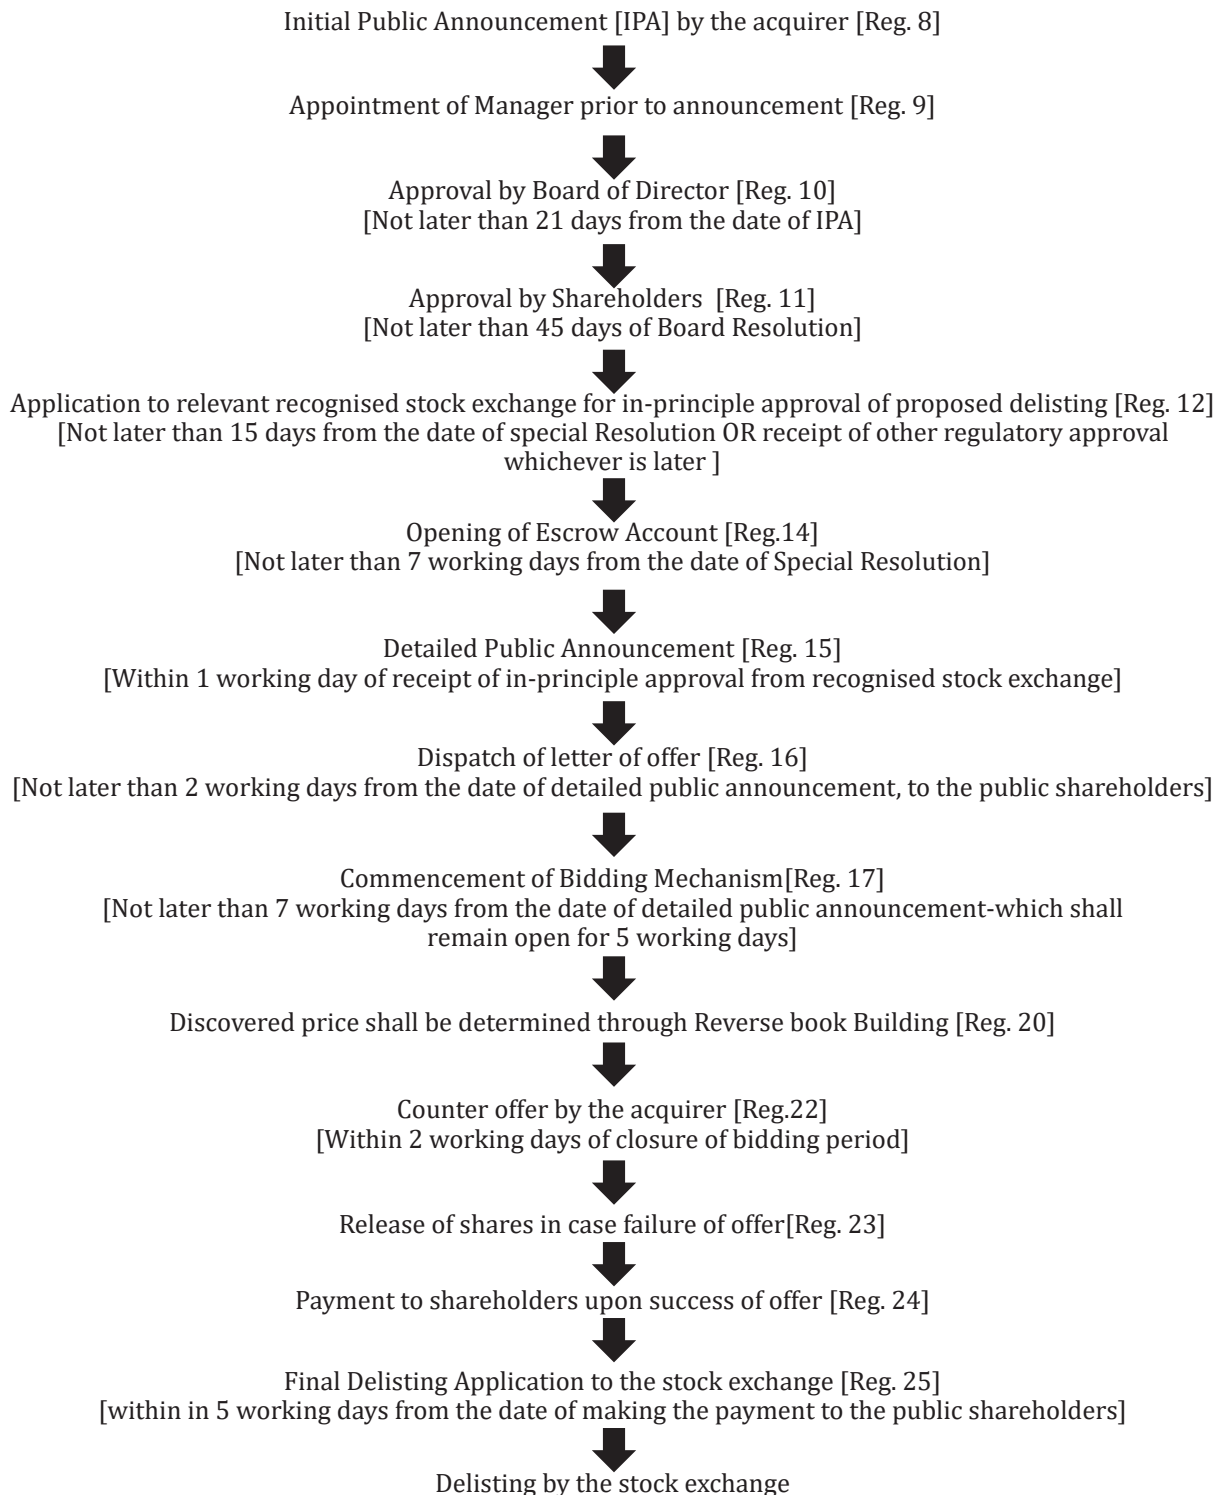 Initial Public Announcement [IPA] by the acquirer [Reg. 8]
Appointment of Manager prior to announcement [Reg. 9]
Approval by Board of Director [Reg. 10]
[Not later than 21 days from the date of IPA]
Approval by Shareholders [Reg. 11]
[Not later than 45 days of Board Resolution]
Application to relevant recognised stock exchange for in-principle approval of proposed delisting [Reg. 12]
[Not later than 15 days from the date of special Resolution OR receipt of other regulatory approval
whichever is later ]
Opening of Escrow Account [Reg.14]
[Not later than 7 working days from the date of Special Resolution]
Detailed Public Announcement [Reg. 15]
[Within 1 working day of receipt of in-principle approval from recognised stock exchange]
Dispatch of letter of offer [Reg. 16]
[Not later than 2 working days from the date of detailed public announcement, to the public shareholders]
Commencement of Bidding Mechanism[Reg. 17]
[Not later than 7 working days from the date of detailed public announcement-which shall
remain open for 5 working days]
Discovered price shall be determined through Reverse book Building [Reg. 20]
Counter offer by the acquirer [Reg.22]
[Within 2 working days of closure of bidding period]
Release of shares in case failure of offer[Reg. 23]
Payment to shareholders upon success of offer [Reg. 24]
Final Delisting Application to the stock exchange [Reg. 25]
[within in 5 working days from the date of making the payment to the public shareholders]
Delisting by the stock exchange